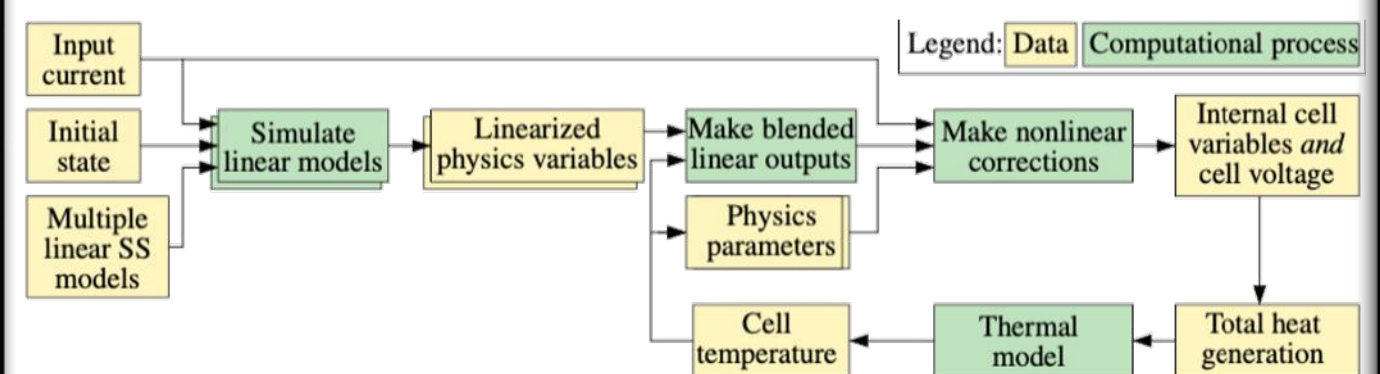 Input
current
Legend: Data Computational process
Initial
state
Simulate
linear models
Linearized
physics variables
Make blended
linear outputs
Make nonlinear
corrections
Internal cell
variables and
cell voltage
Multiple
linear SS
models
Physics
parameters
Cell
temperature
Thermal
model
Total heat
generation